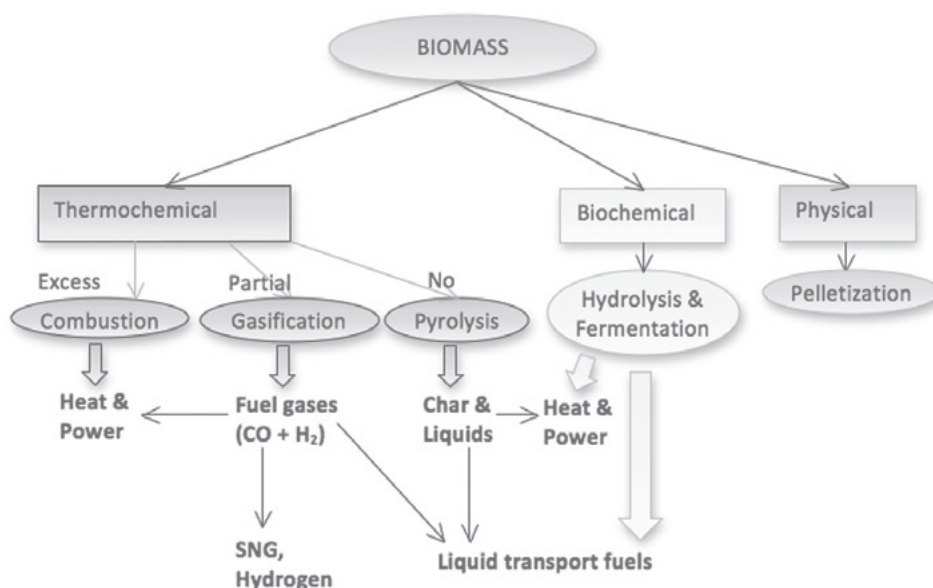 BIOMASS
Thermochemical
Biochemical
Physical
Excess
Partial
No
Combustion
Gasification
Pyrolysis
Hydrolysis &
Fermentation
Pelletization
Heat &
Power
Fuel gases
(CO + H₂)
Char &
Liquids
Heat &
Power
SNG,
Hydrogen
Liquid transport fuels